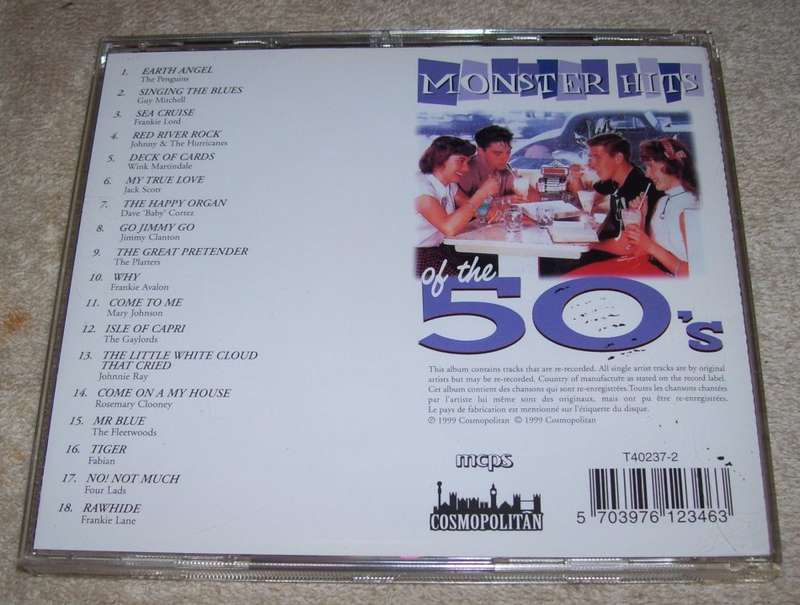 1. EARTH ANGEL
The Penguins
2. SINGING THE BLUES
Guy Mitchell
3. SEA CRUISE
Frankie Lord
4. RED RIVER ROCK
Johnny & The Hurricanes
5. DECK OF CARDS
Wink Martindale
6. MY TRUE LOVE
Jack Scott
7. THE HAPPY ORGAN
Dave 'Baby' Cortez
8. GO JIMMY GO
Jimmy Clanton
9. THE GREAT PRETENDER
The Platters
10. WHY
Frankie Avalon
11. COME TO ME
Mary Johnson
12. ISLE OF CAPRI
The Gaylords
13. THE LITTLE WHITE CLOUD
THAT CRIED
Johnnie Ray
14. COME ON A MY HOUSE
Rosemary Clooney
15. MR BLUE
The Fleetwoods
16. TIGER
Fabian
17. NO! NOT MUCH
Four Lads
18. RAWHIDE
Frankie Lane
MONSTER HITS
of the
50's
This album contains tracks that are re-recorded. All single artist tracks are by original
artists but may be re-recorded. Country of manufacture as stated on the record label.
Cet album contient des chansons qui sont re-enregistrées. Toutes les chansons chantées
par l'artiste lui même sont des originaux, mais ont pu être re-enregistrées.
Le pays de fabrication est mentionné sur l'étiquette du disque.
℗ 1999 Cosmopolitan © 1999 Cosmopolitan
mcps
T40237-2
COSMOPOLITAN
5 703976 123463